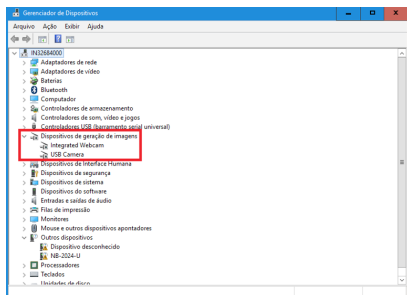 Gerenciador de Dispositivos
Arquivo Ação Exibir Ajuda
IN32684000
Adaptadores de rede
Adaptadores de vídeo
Baterias
Bluetooth
Computador
Controladores de armazenamento
Controladores de som, vídeo e jogos
Controladores USB (barramento serial universal)
Dispositivos de geração de imagens
Integrated Webcam
USB Camera
Dispositivos de Interface Humana
Dispositivos de segurança
Dispositivos de sistema
Dispositivos do software
Entradas e saídas de áudio
Filas de impressão
Monitores
Mouse e outros dispositivos apontadores
Outros dispositivos
Dispositivo desconhecido
NB-2024-U
Processadores
Teclados
Unidades de disco